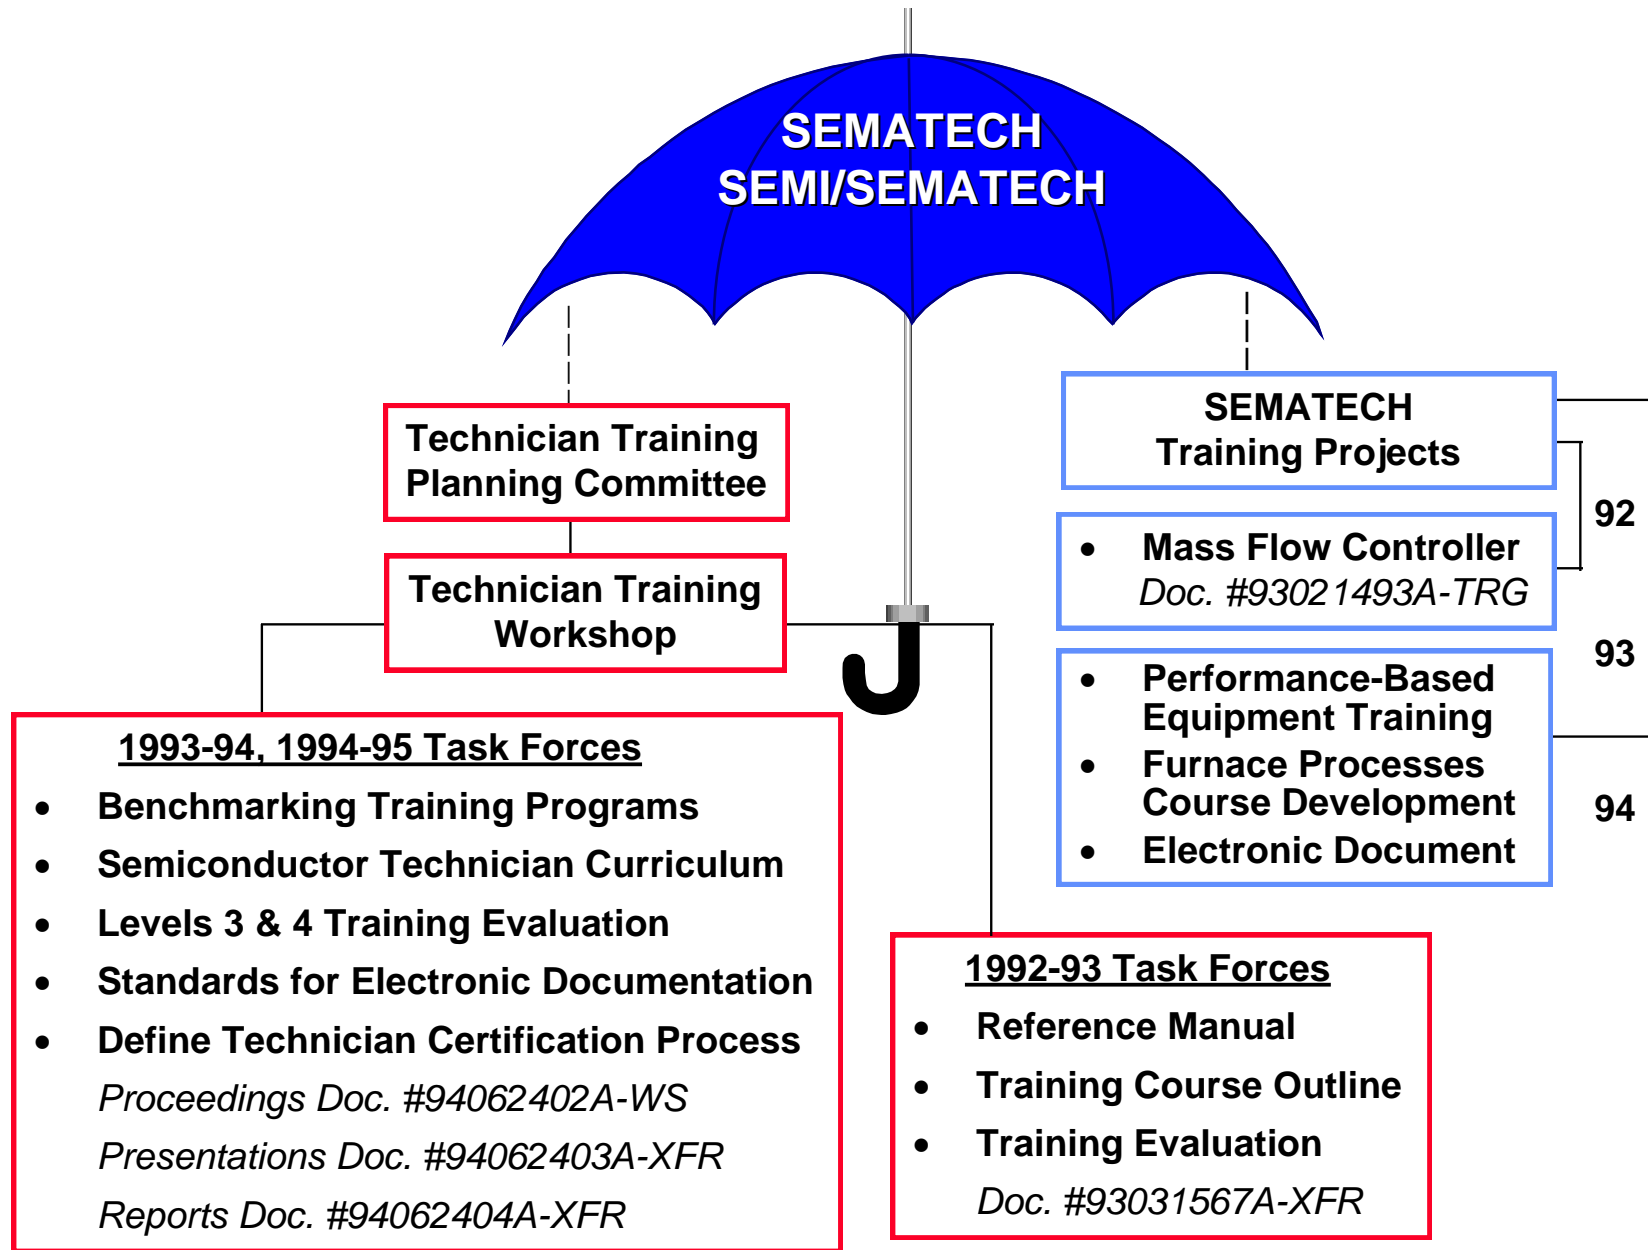 SEMATECH
SEMI/SEMATECH
Technician Training
Planning Committee
Technician Training
Workshop
1993-94, 1994-95 Task Forces
• Benchmarking Training Programs
• Semiconductor Technician Curriculum
• Levels 3 & 4 Training Evaluation
• Standards for Electronic Documentation
• Define Technician Certification Process
Proceedings Doc. #94062402A-WS
Presentations Doc. #94062403A-XFR
Reports Doc. #94062404A-XFR
1992-93 Task Forces
• Reference Manual
• Training Course Outline
• Training Evaluation
Doc. #93031567A-XFR
SEMATECH
Training Projects
• Mass Flow Controller
Doc. #93021493A-TRG
• Performance-Based
Equipment Training
• Furnace Processes
Course Development
• Electronic Document
92
93
94